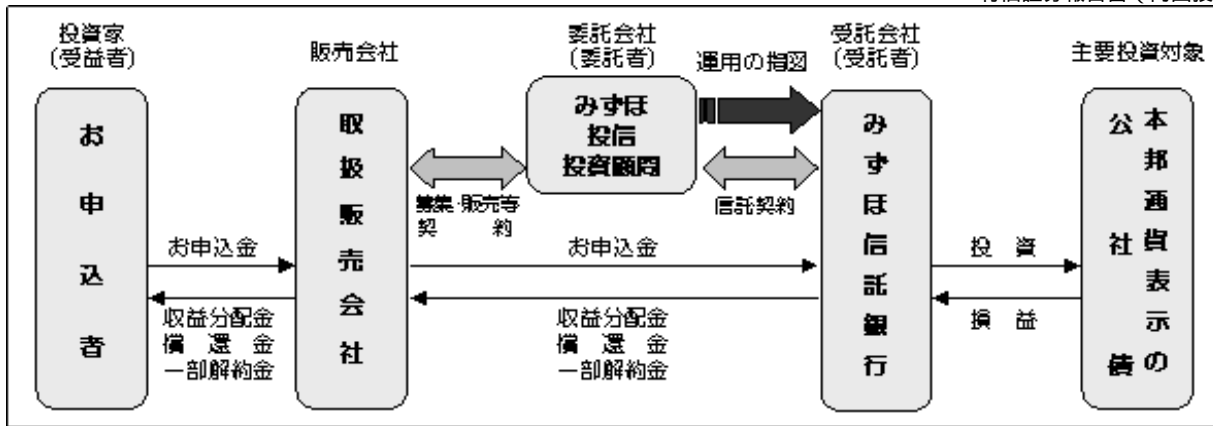 投資家
(受益者)
販売会社
委託会社
(委託者)
運用の指図
受託会社
(受託者)
主要投資対象
お申込者
取扱販売会社
みずほ
投信
投資顧問
みずほ信託銀行
本邦通貨表示の
公社債
募集・販売等
契約
信託契約
お申込金
お申込金
投資
収益分配金
償還金
一部解約金
収益分配金
償還金
一部解約金
損益